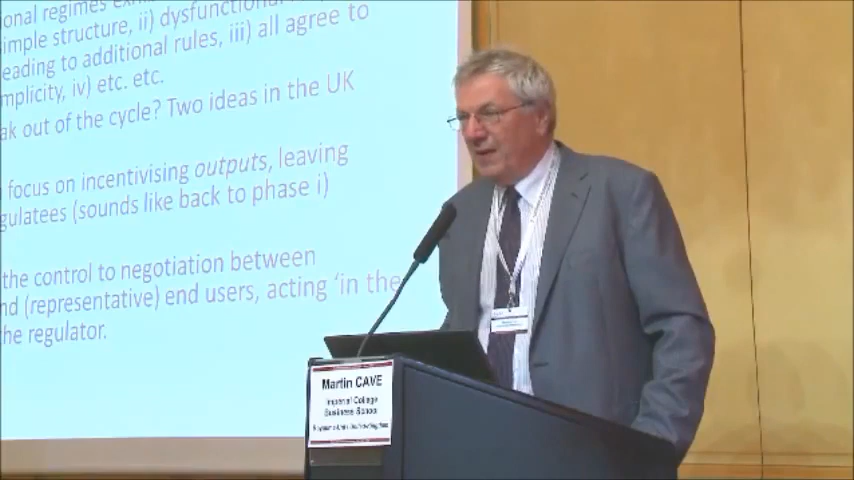 onal regimes
simple structure, ii) dysfunctional
eading to additional rules, iii) all agree to
mplicity, iv) etc. etc.
ak out of the cycle? Two ideas in the UK
focus on incentivising outputs, leaving
gulatees (sounds like back to phase i)
the control to negotiation between
nd (representative) end users, acting ‘in the
the regulator.
Martin CAVE
Imperial College
Business School